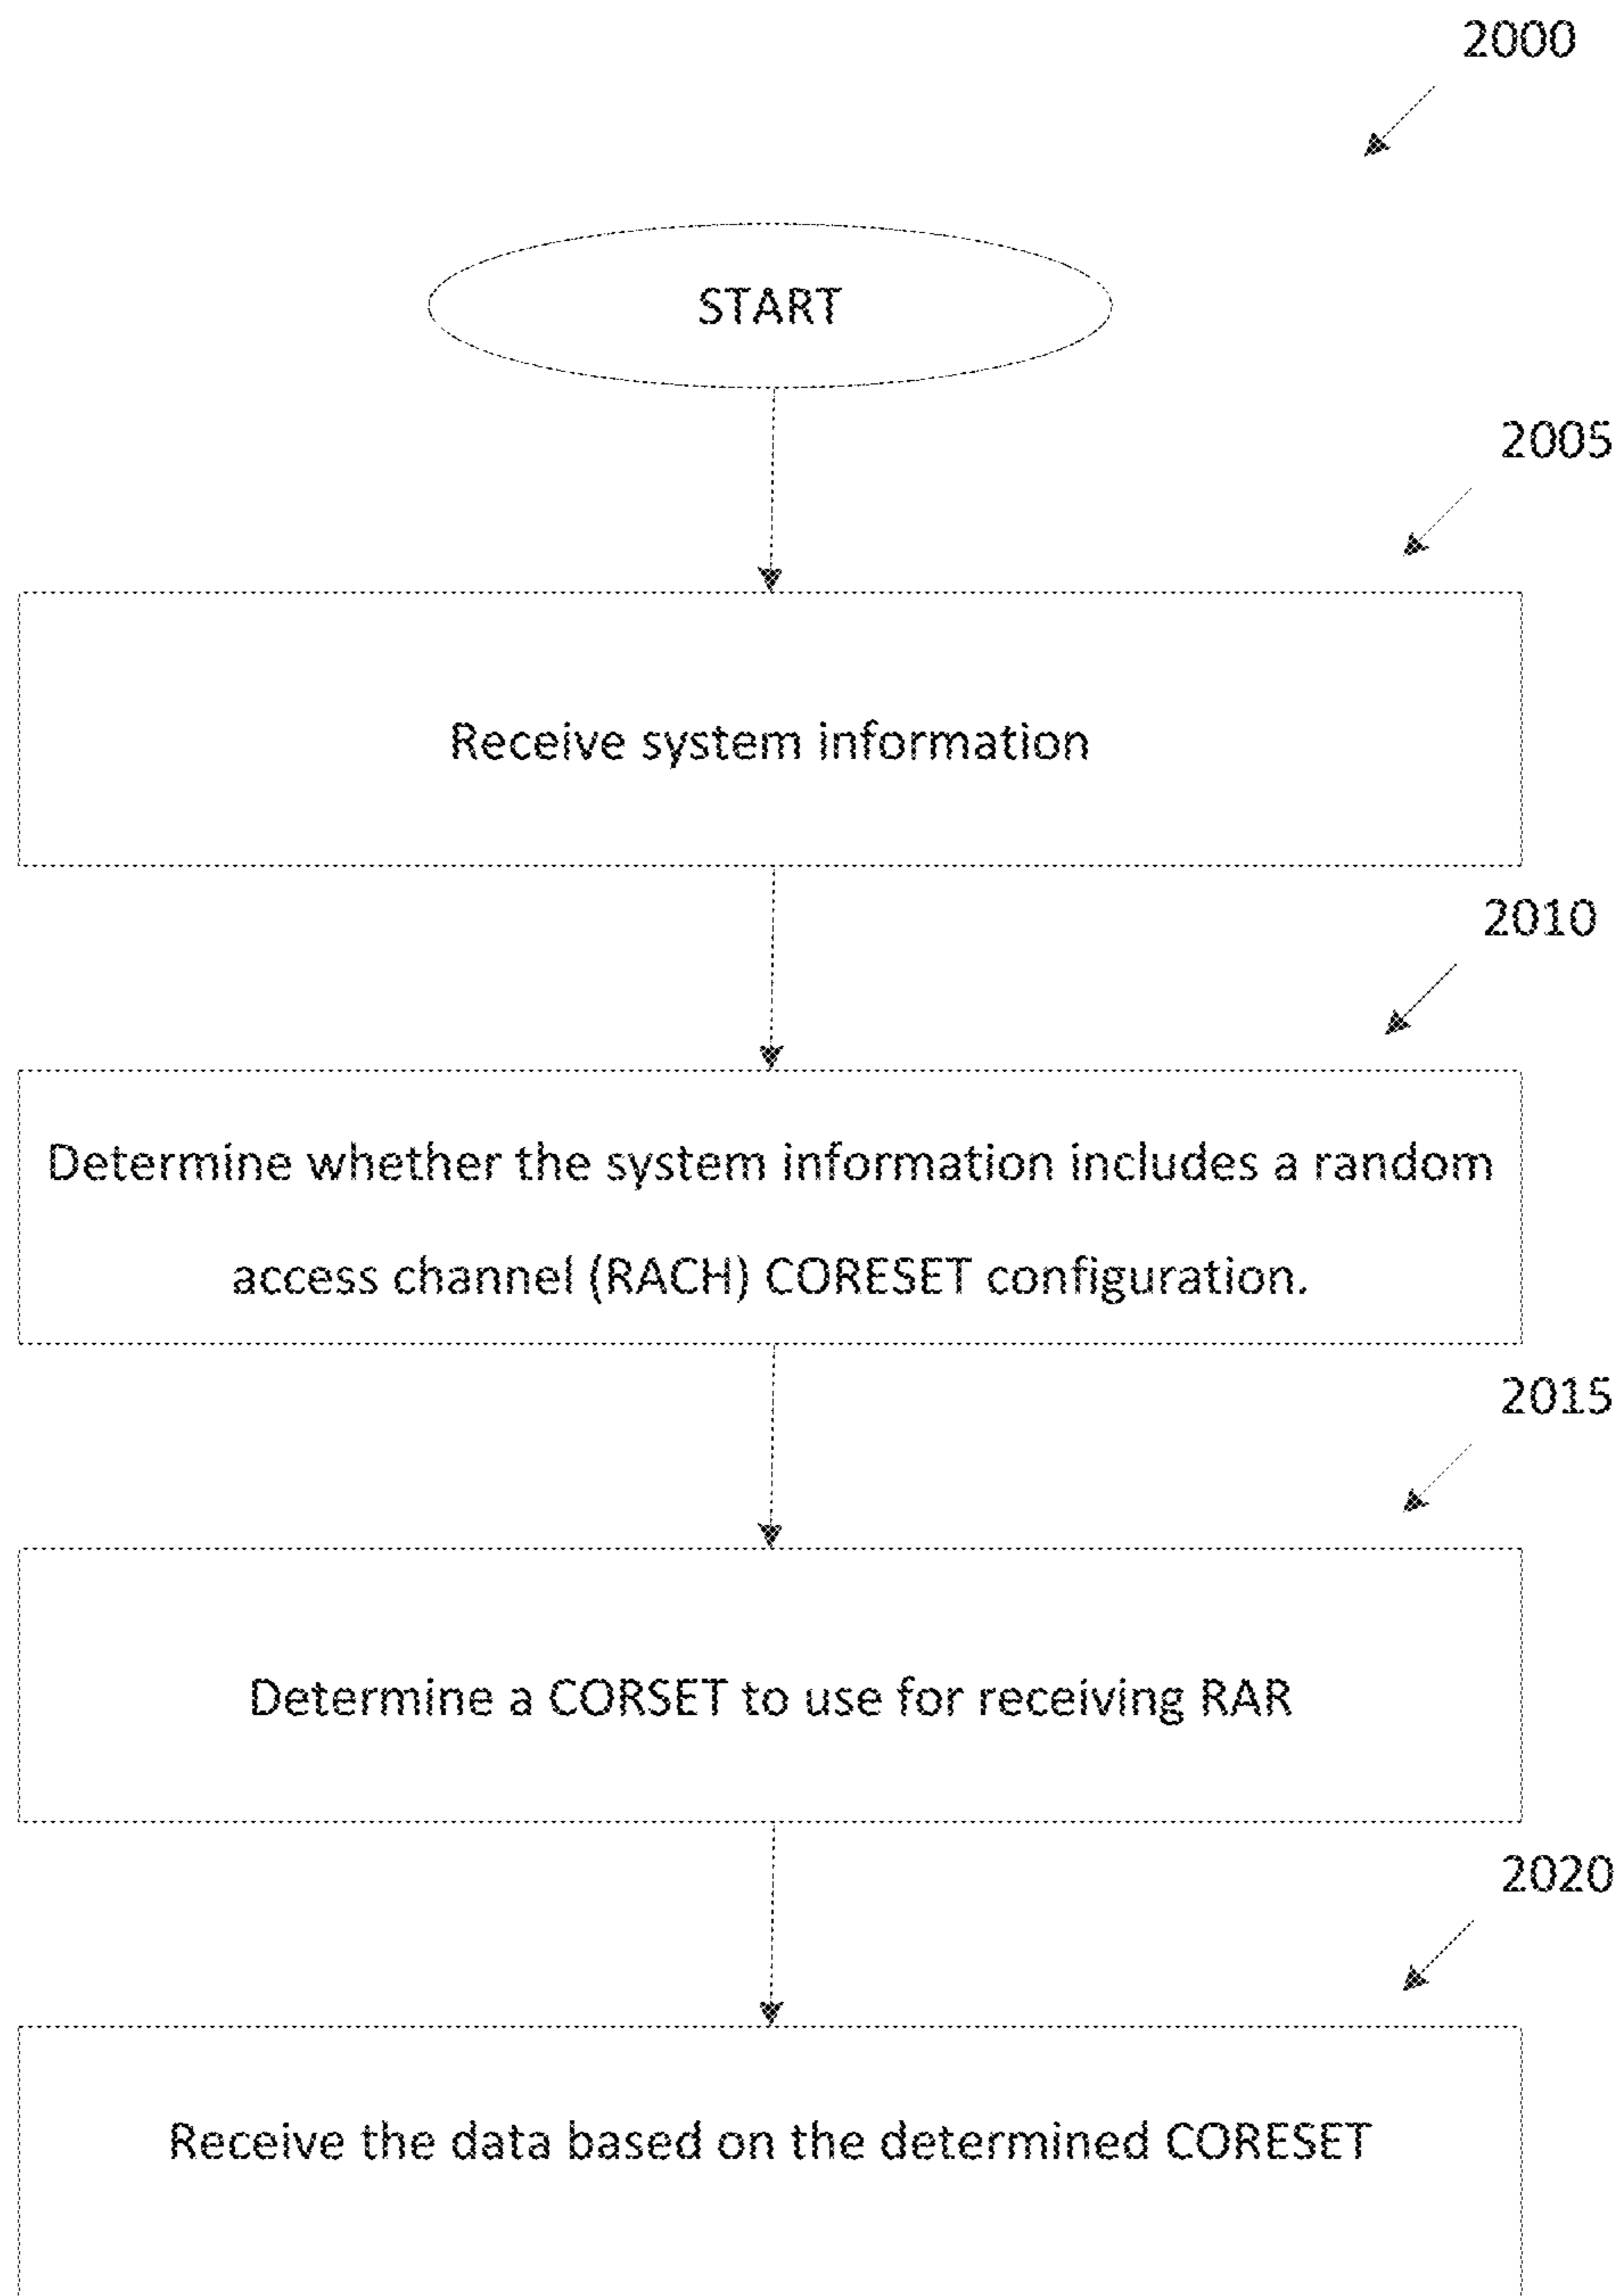 2000
START
2005
Receive system information
2010
Determine whether the system information includes a random
access channel (RACH) CORESET configuration.
2015
Determine a CORSET to use for receiving RAR
2020
Receive the data based on the determined CORESET